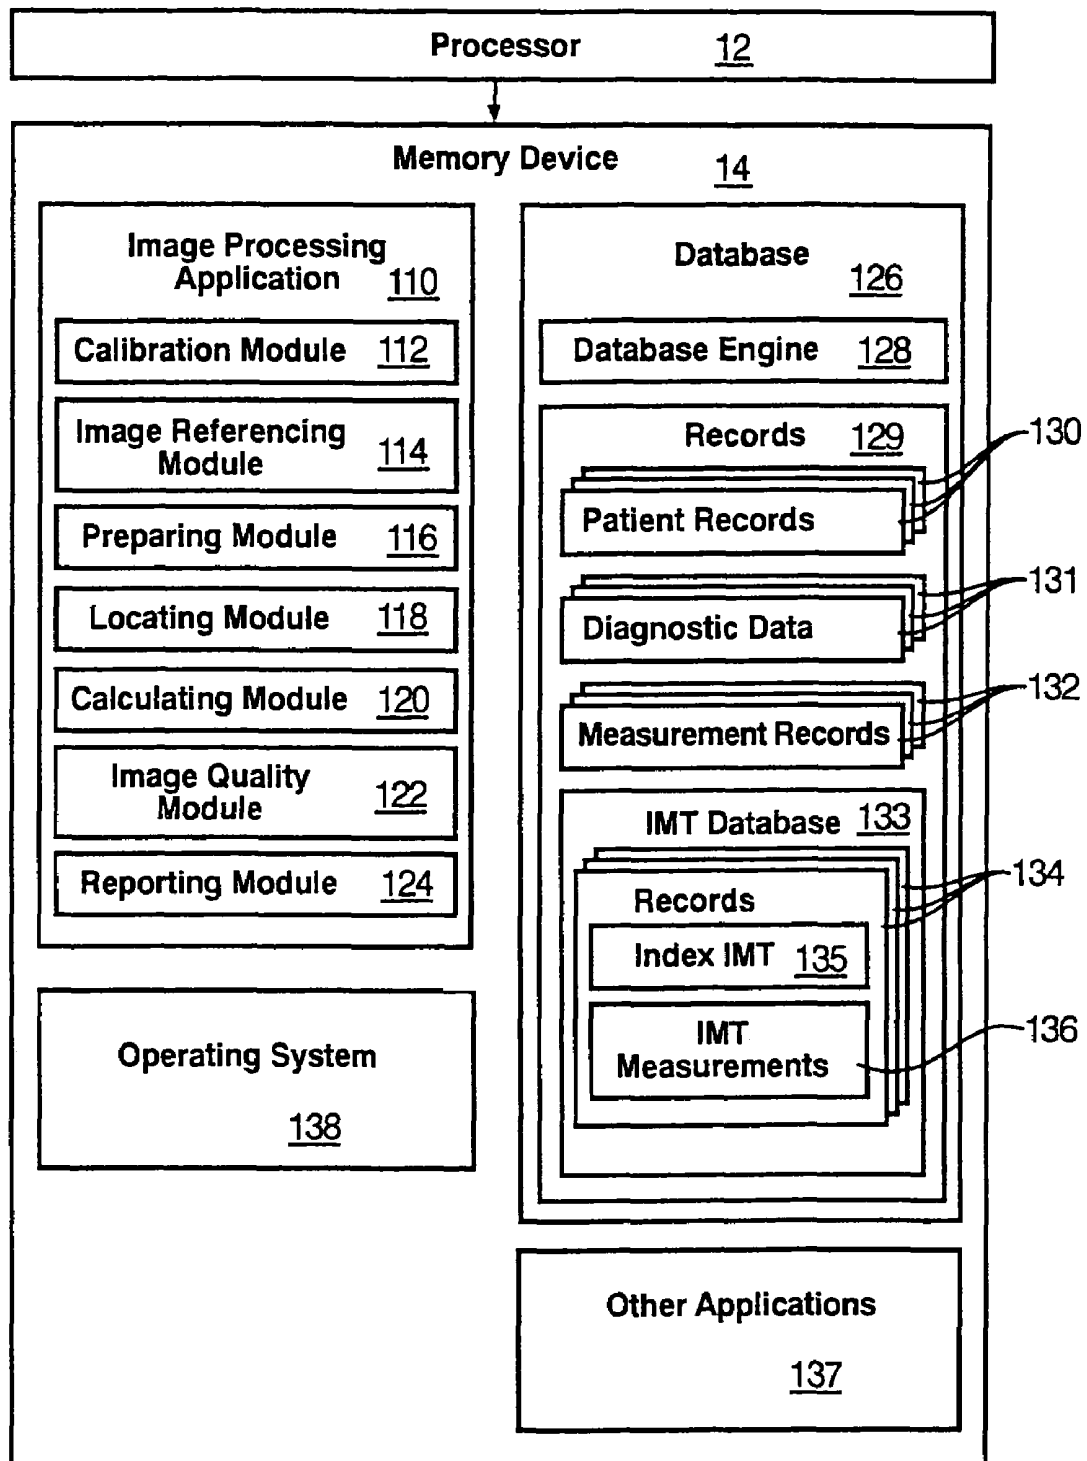 Processor 12
Memory Device 14
Image Processing
Application 110
Calibration Module 112
Image Referencing
Module 114
Preparing Module 116
Locating Module 118
Calculating Module 120
Image Quality
Module 122
Reporting Module 124
Operating System
138
Database
126
Database Engine 128
Records 129
130
Patient Records
131
Diagnostic Data
132
Measurement Records
IMT Database 133
134
Records
Index IMT 135
IMT
Measurements
136
Other Applications
137